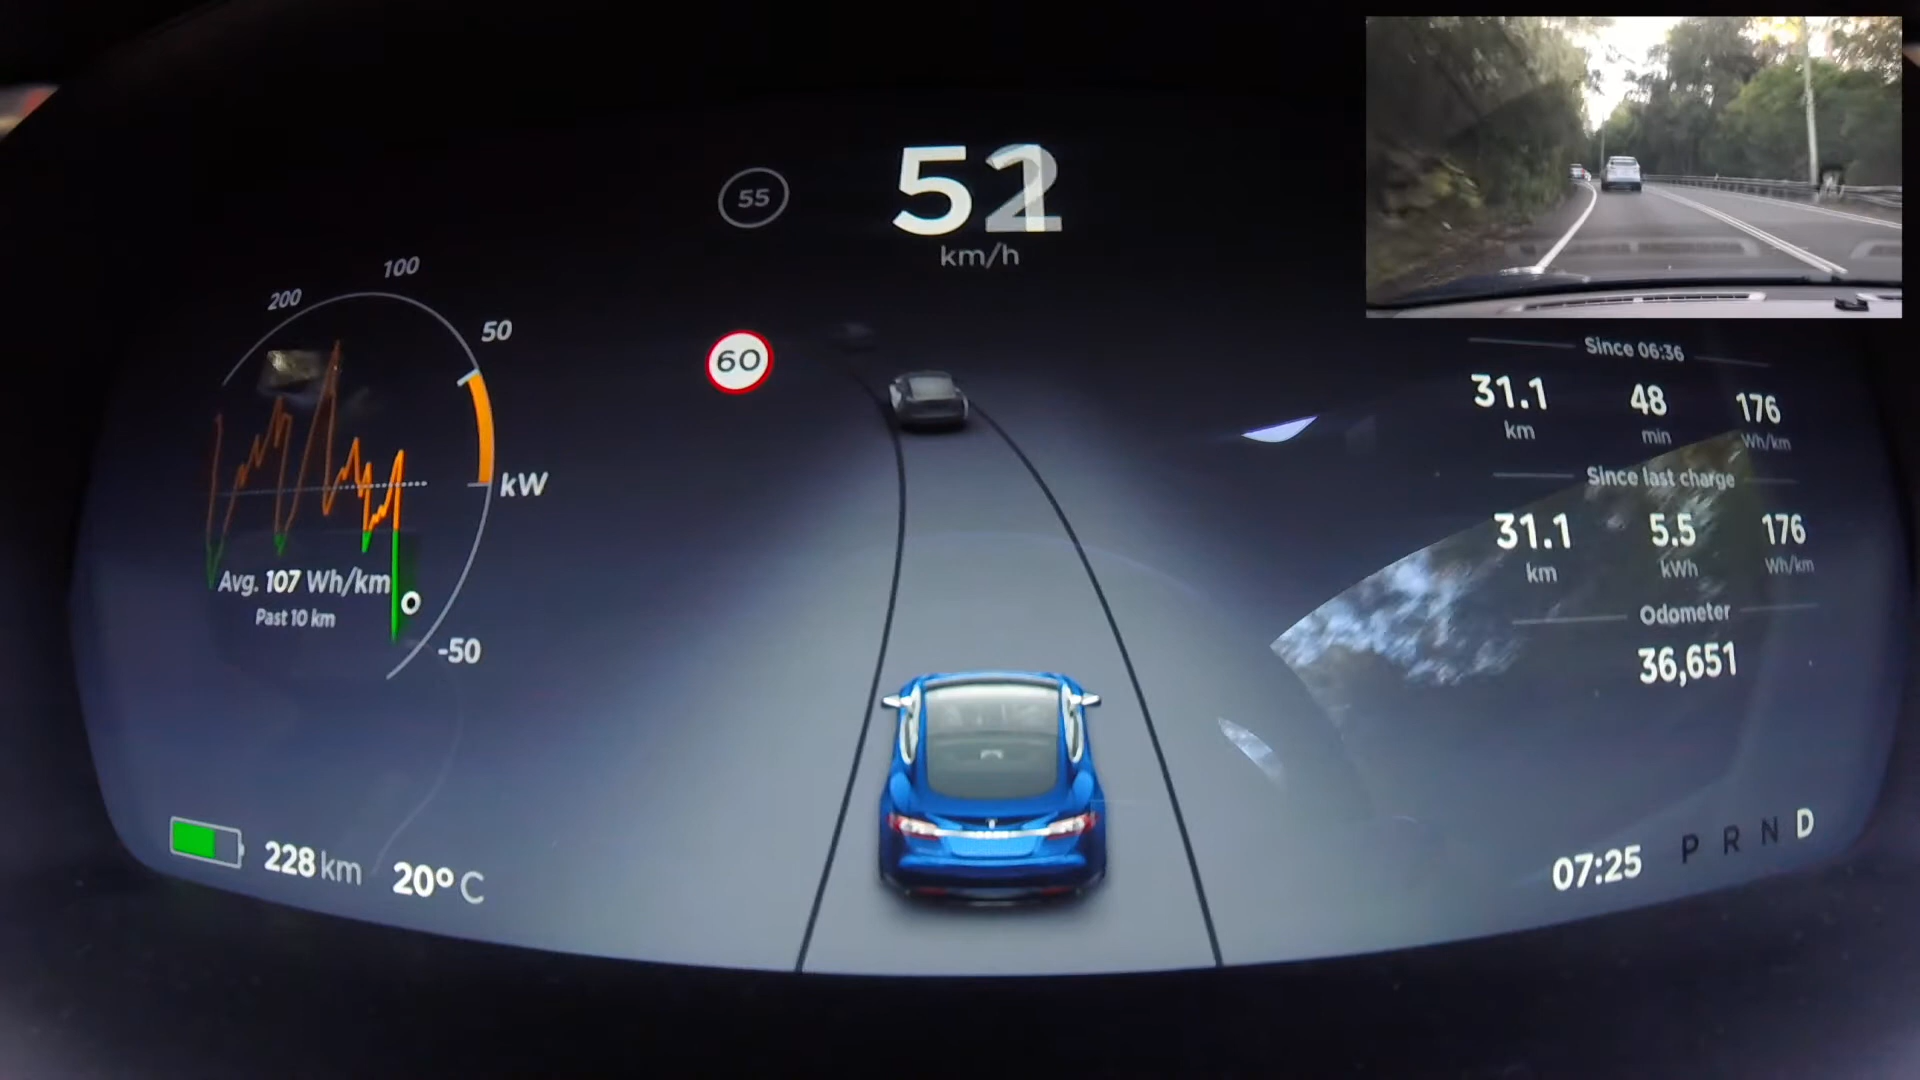 55
52
km/h
200
100
50
kW
-50
60
Avg. 107 Wh/km
Past 10 km
Since 06:36
31.1 48 176
km min Wh/km
Since last charge
31.1 5.5 176
km kWh Wh/km
Odometer
36,651
228 km 20° C
07:25 P R N D